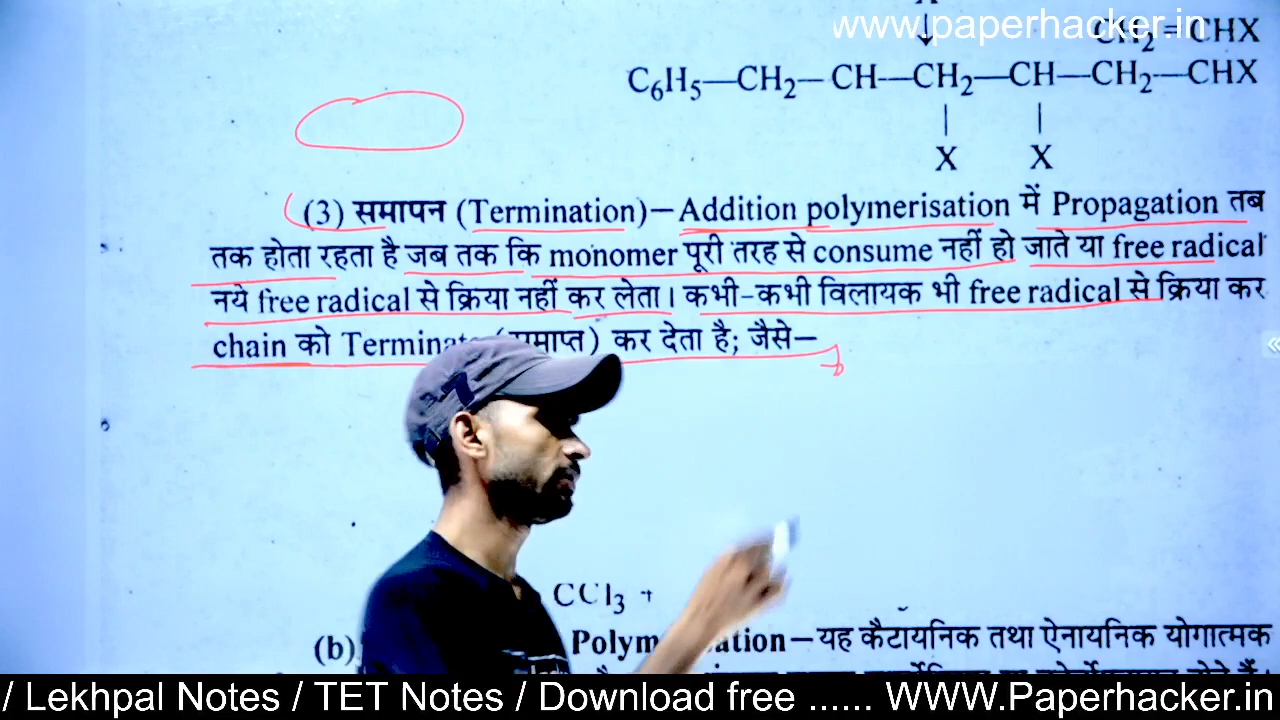 www.paperhacker.in
X
CH2=CHX
C6H5—CH2—CH—CH2—CH—CH2—CHX
| |
X X
(3) समापन (Termination)—Addition polymerisation में Propagation तब
तक होता रहता है जब तक कि monomer पूरी तरह से consume नहीं हो जाते या free radical
नये free radical से क्रिया नहीं कर लेता। कभी-कभी विलायक भी free radical से क्रिया कर
chain को (समाप्त) कर देता है; जैसे—
CCl3 +
(b) —यह कैटायनिक तथा ऐनायनिक योगात्मक
/ Lekhpal Notes / TET Notes / Download free ...... WWW.Paperhacker.in